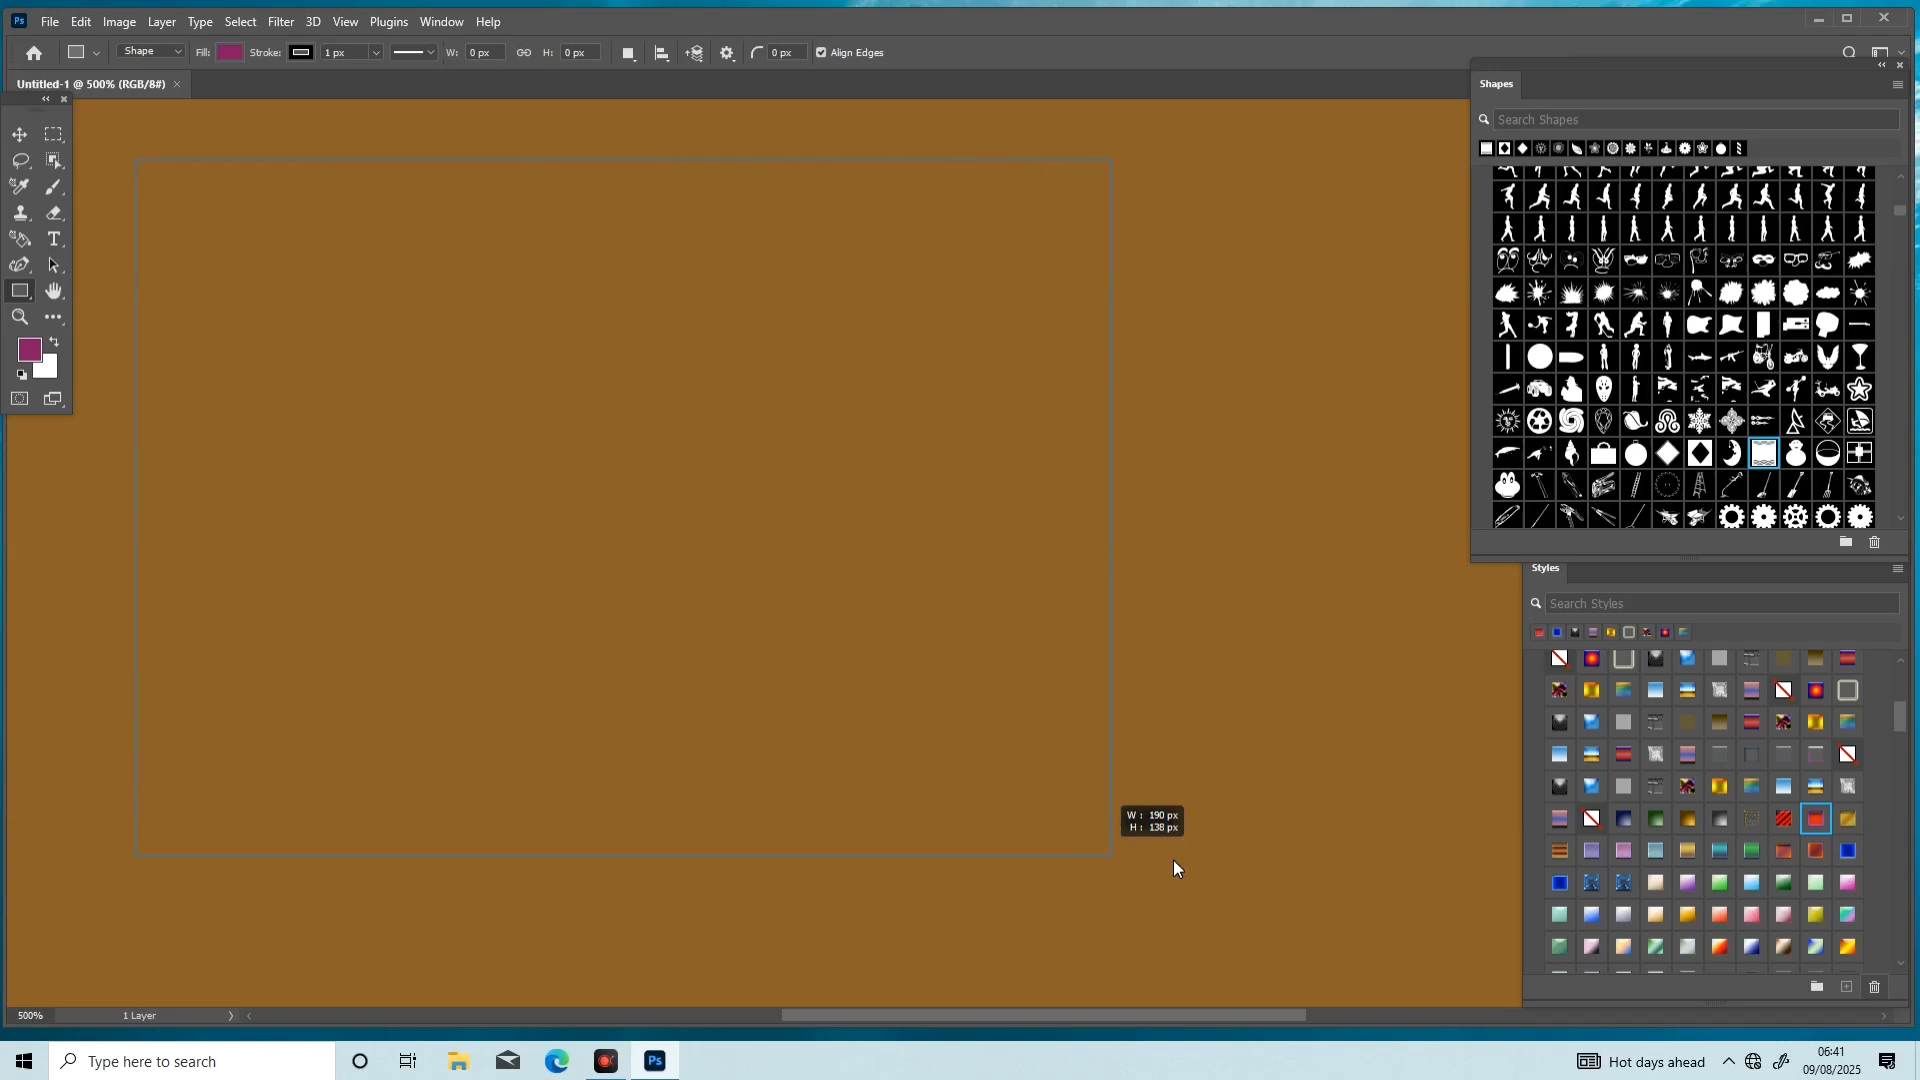 Ps File Edit Image Layer Type Select Filter 3D View Plugins Window Help
Shape Fill: Stroke: 1 px W: 0 px H: 0 px 0 px Align Edges
Untitled-1 @ 500% (RGB/8#)
Shapes
Search Shapes
Styles
Search Styles
W : 190 px
H : 138 px
500% 1 Layer
Type here to search
Ps
Hot days ahead
06:41
09/08/2025